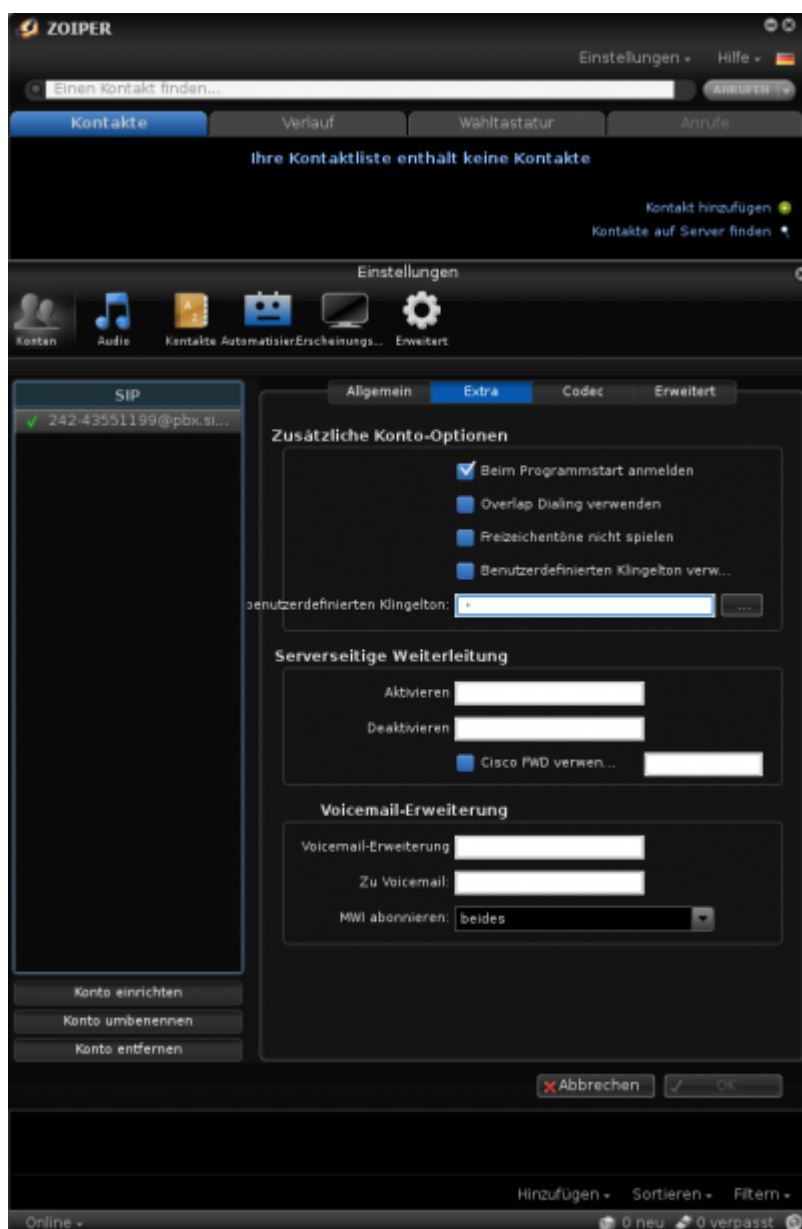 ZOIPER
Einstellungen Hilfe
Einen Kontakt finden...
ANRUFEN
Kontakte Verlauf Wähltastatur Anrufe
Ihre Kontaktliste enthält keine Kontakte
Kontakt hinzufügen
Kontakte auf Server finden
Einstellungen
Konten Audio Kontakte Automatisier. Erscheinungs... Erweitert
SIP
242-43551199@pbx.si...
Allgemein Extra Codec Erweitert
Zusätzliche Konto-Optionen
Beim Programmstart anmelden
Overlap Dialing verwenden
Freizeichentöne nicht spielen
Benutzerdefinierten Klingelton verw...
benutzerdefinierten Klingelton:
...
Serverseitige Weiterleitung
Aktivieren
Deaktivieren
Cisco FWD verwen...
Voicemail-Erweiterung
Voicemail-Erweiterung
Zu Voicemail:
MWI abonnieren: beides
Konto einrichten
Konto umbenennen
Konto entfernen
Abbrechen OK
Hinzufügen Sortieren Filtern
Online 0 neu 0 verpasst